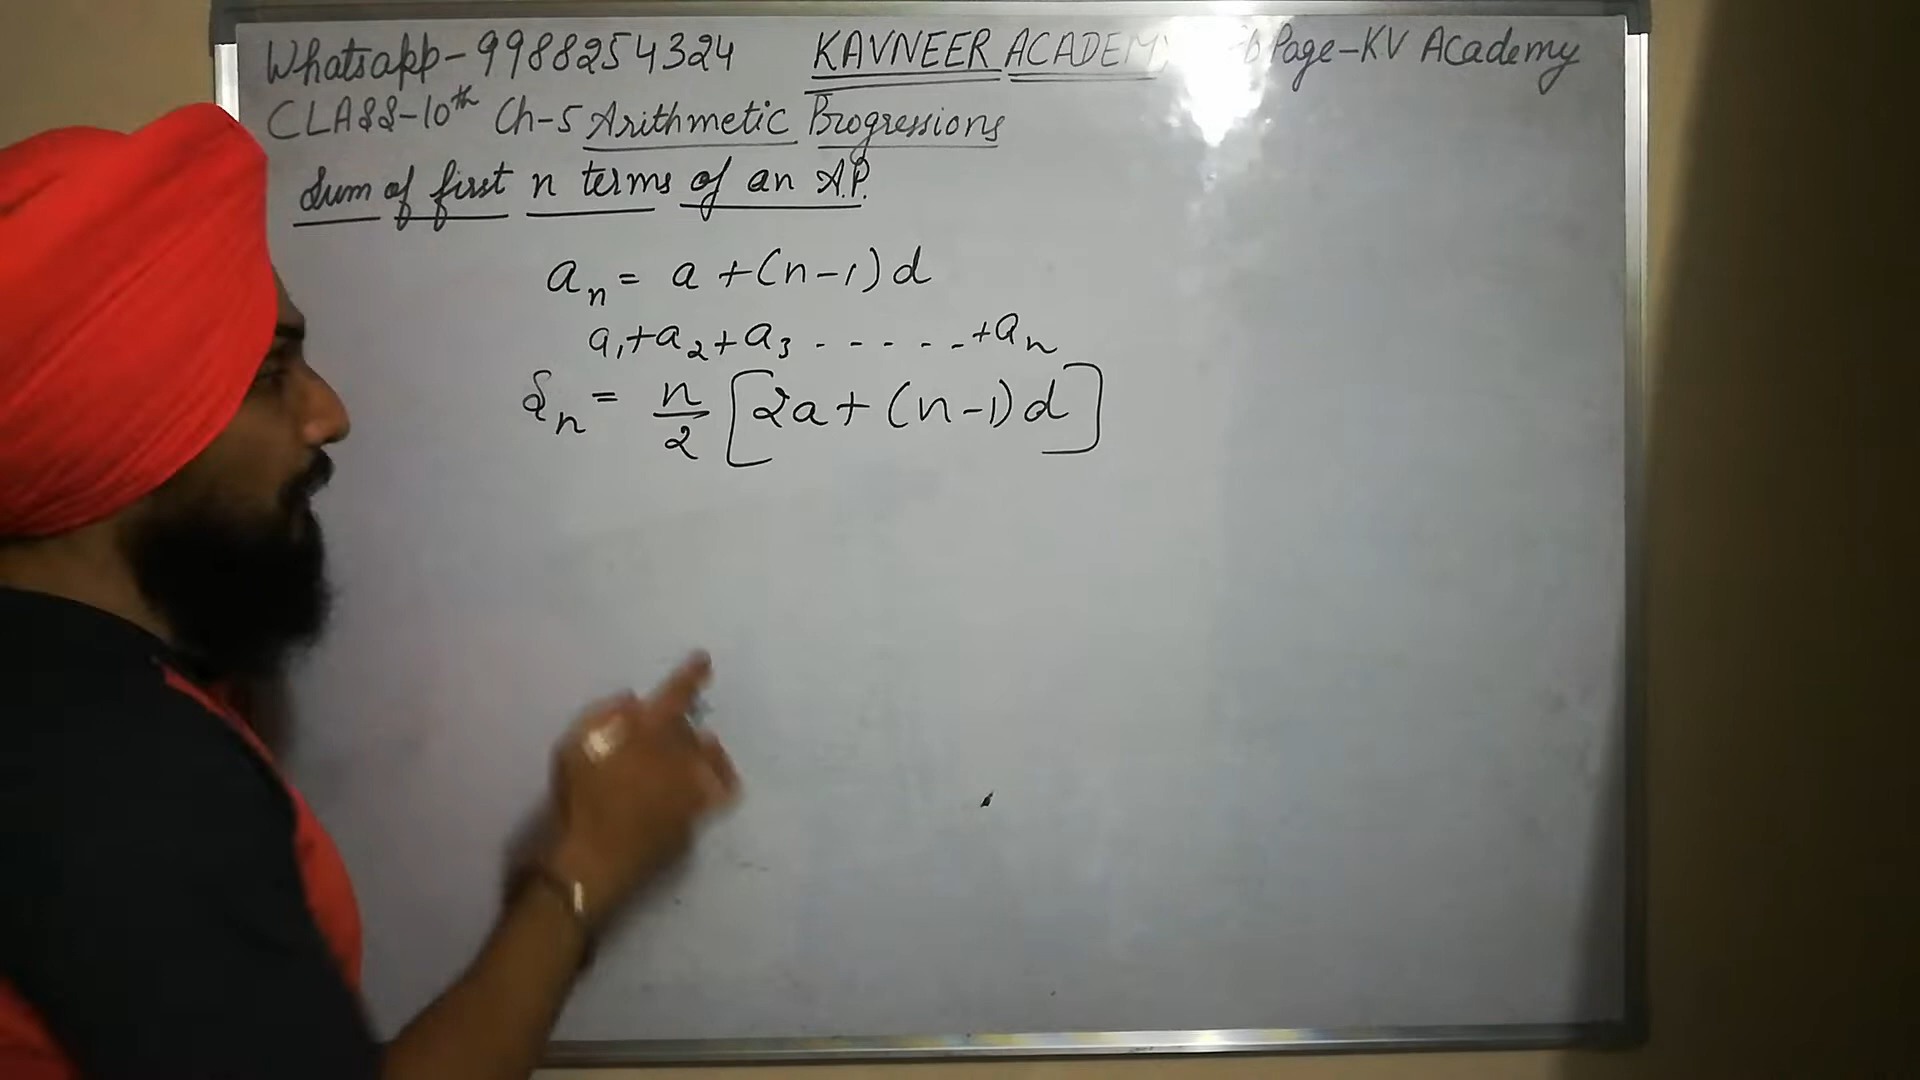 Whatsapp-9988254324 KAVNEER ACADEMY Page-KV Academy
CLASS-10th Ch-5 Arithmetic Progressions
Sum of first n terms of an A.P.
aₙ = a + (n-1)d
a₁+a₂+a₃ - - - - - +aₙ
Sₙ = n/2 [2a + (n-1)d]